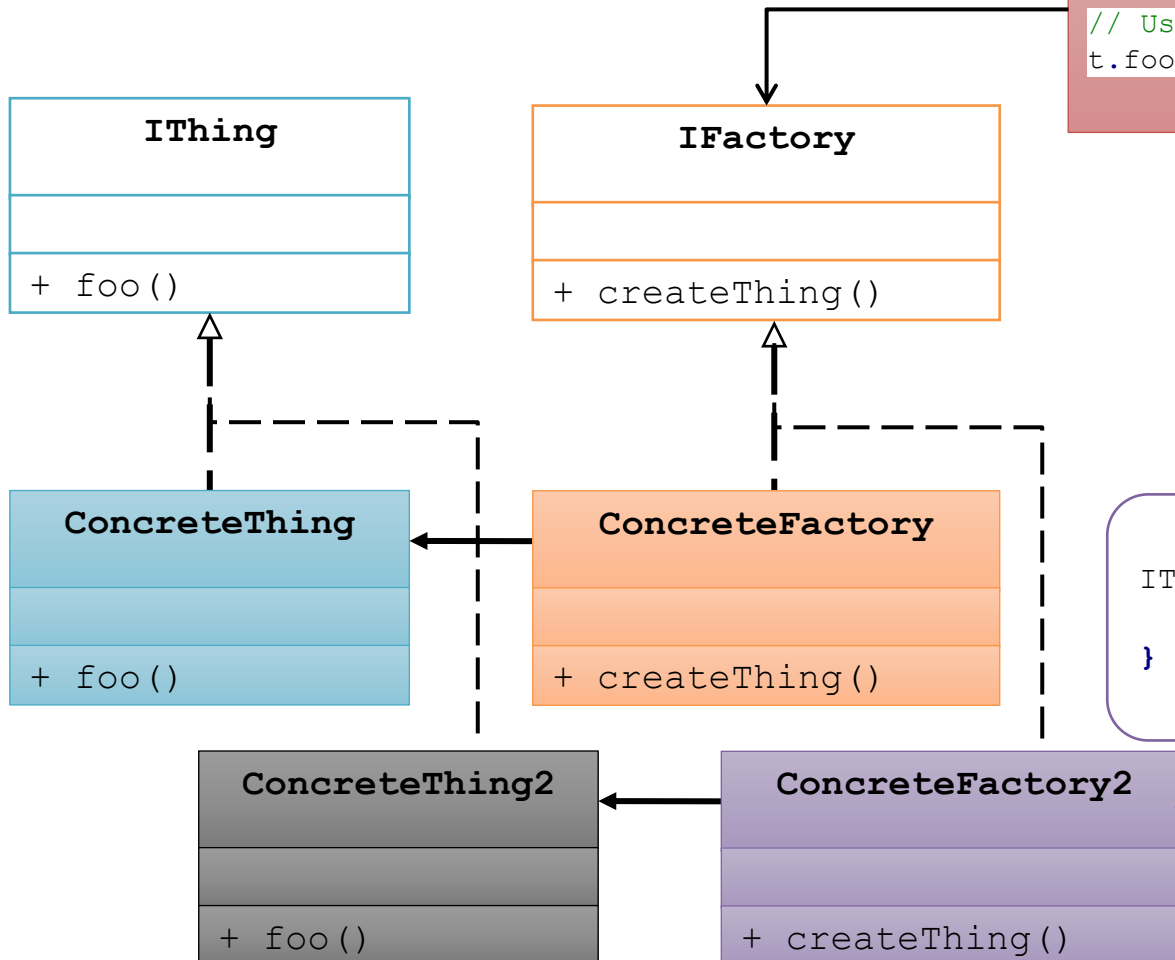 // Us
t.foo
IThing
+ foo()
IFactory
+ createThing()
ConcreteThing
+ foo()
ConcreteFactory
+ createThing()
IT
}
ConcreteThing2
+ foo()
ConcreteFactory2
+ createThing()